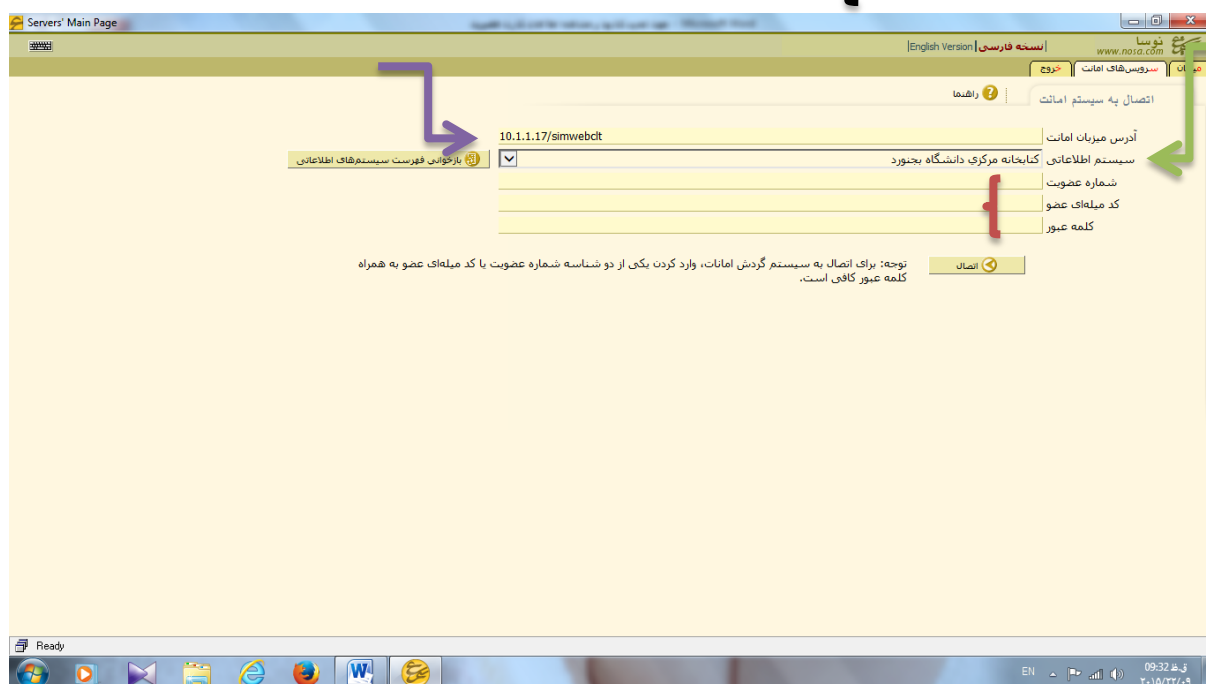 Servers' Main Page
نوسا
www.nosa.com
|نسخه فارسی|English Version|
سرویس‌های امانت
خروج
اتصال به سیستم امانت
راهنما
آدرس میزبان امانت 10.1.1.17/simwebclt
سیستم اطلاعاتی کتابخانه مرکزي دانشگاه بجنورد بازخوانی فهرست سیستم‌های اطلاعاتی
شماره عضویت
کد میله‌ای عضو
کلمه عبور
اتصال
توجه: برای اتصال به سیستم گردش امانات، وارد کردن یکی از دو شناسه شماره عضویت یا کد میله‌ای عضو به همراه
کلمه عبور کافی است.
Ready
EN
09:32 ق.ظ